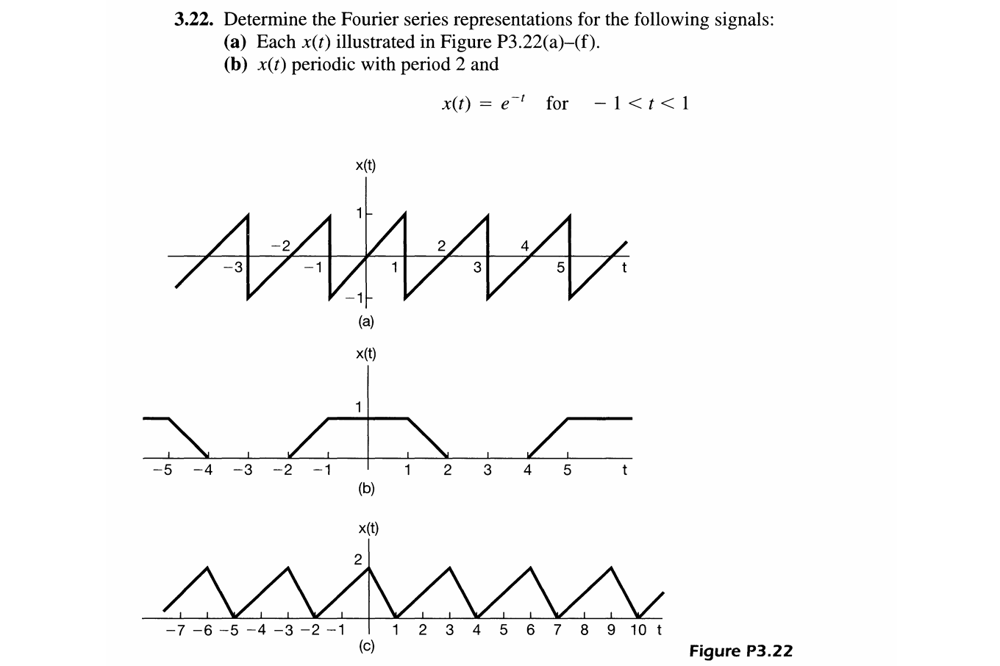 3.22. Determine the Fourier series representations for the following signals:
(a) Each x(t) illustrated in Figure P3.22(a)–(f).
(b) x(t) periodic with period 2 and
x(t) = e^{-t} for − 1 < t < 1
x(t)
1
−2 2 4
−3 −1 1 3 5 t
−1
(a)
x(t)
1
−5 −4 −3 −2 −1 1 2 3 4 5 t
(b)
x(t)
2
−7 −6 −5 −4 −3 −2 −1 1 2 3 4 5 6 7 8 9 10 t
(c)
Figure P3.22